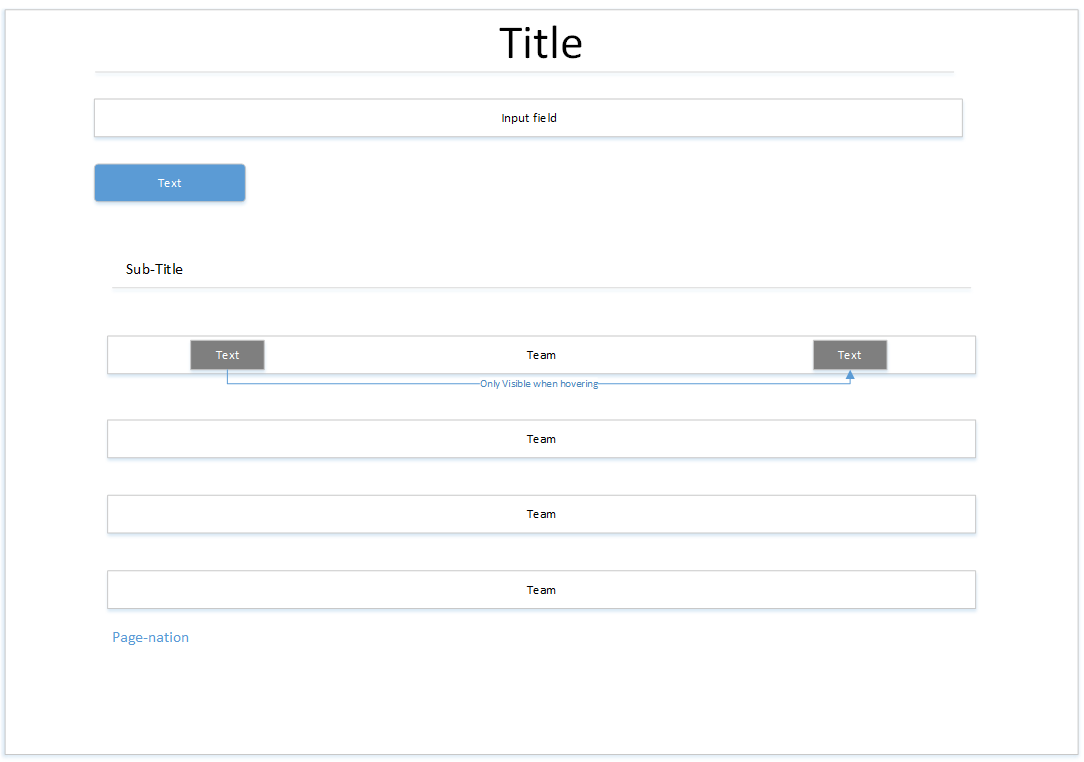 Title
Input field
Text
Sub-Title
Text Team Text
Only Visible when hovering
Team
Team
Team
Page-nation